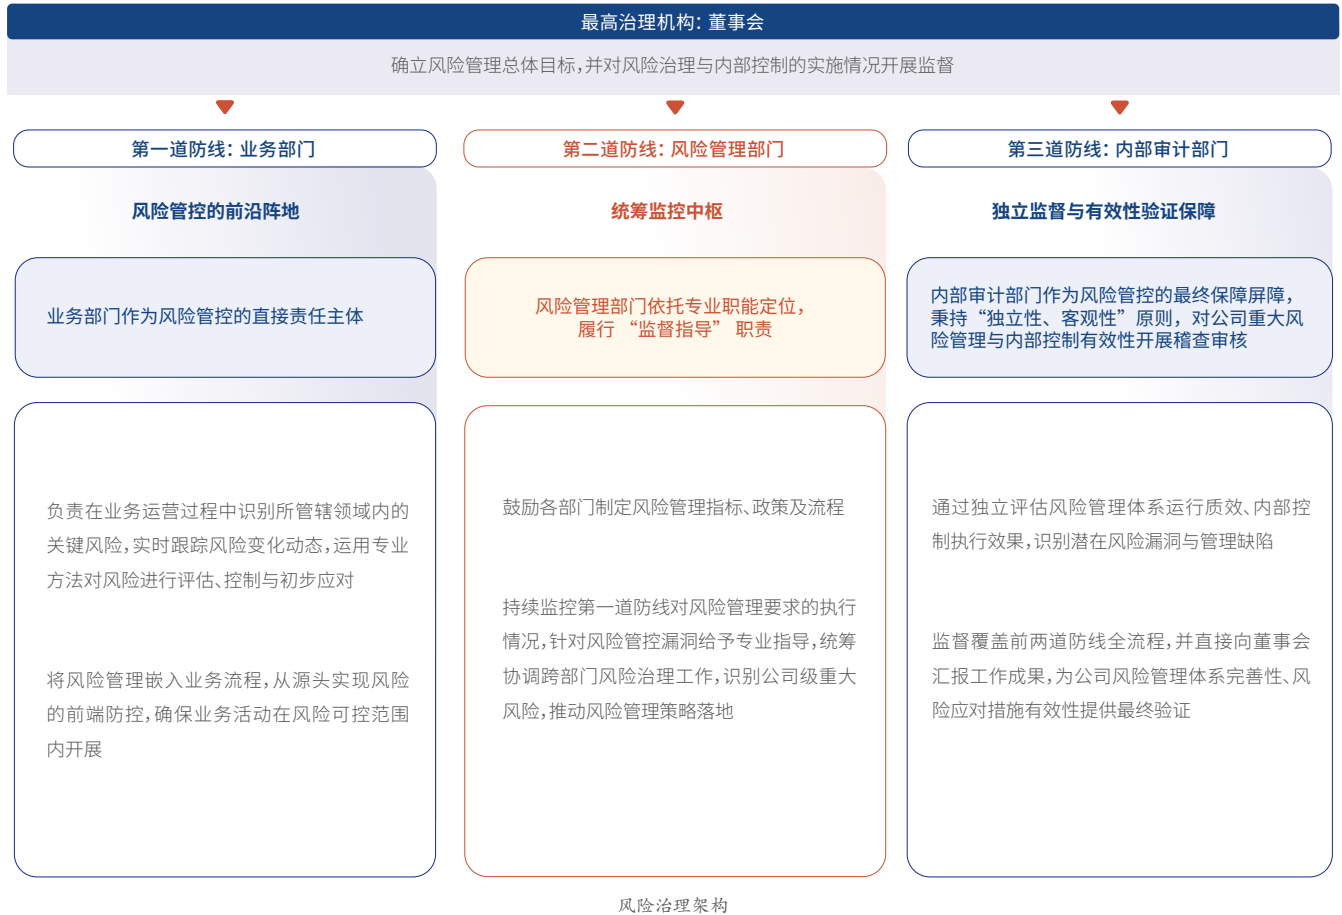 最高治理机构：董事会
确立风险管理总体目标，并对风险治理与内部控制的实施情况开展监督
第一道防线：业务部门
风险管控的前沿阵地
业务部门作为风险管控的直接责任主体
负责在业务运营过程中识别所管辖领域内的
关键风险，实时跟踪风险变化动态，运用专业
方法对风险进行评估、控制与初步应对
将风险管理嵌入业务流程，从源头实现风险
的前端防控，确保业务活动在风险可控范围
内开展
第二道防线：风险管理部门
统筹监控中枢
风险管理部门依托专业职能定位，
履行“监督指导”职责
鼓励各部门制定风险管理指标、政策及流程
持续监控第一道防线对风险管理要求的执行
情况，针对风险管控漏洞给予专业指导，统筹
协调跨部门风险治理工作，识别公司级重大
风险，推动风险管理策略落地
第三道防线：内部审计部门
独立监督与有效性验证保障
内部审计部门作为风险管控的最终保障屏障，
秉持“独立性、客观性”原则，对公司重大风
险管理与内部控制有效性开展稽查审核
通过独立评估风险管理体系运行质效、内部控
制执行效果，识别潜在风险漏洞与管理缺陷
监督覆盖前两道防线全流程，并直接向董事会
汇报工作成果，为公司风险管理体系完善性、风
险应对措施有效性提供最终验证
风险治理架构